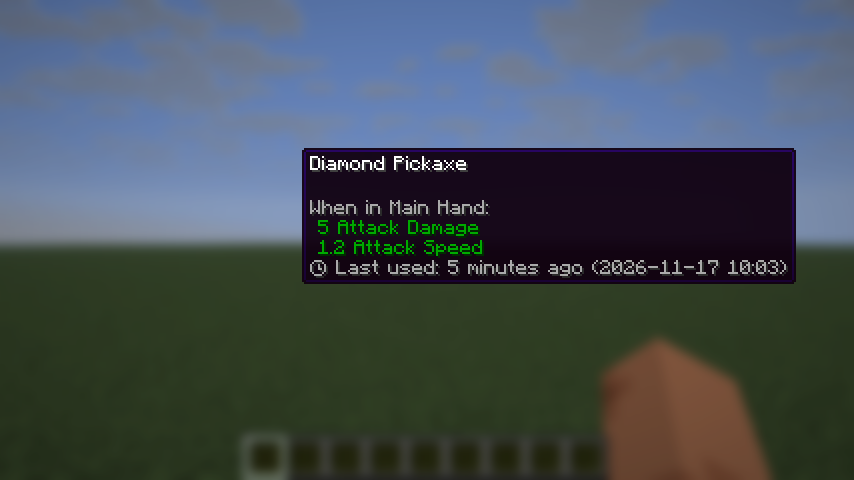 Diamond Pickaxe
When in Main Hand:
5 Attack Damage
1.2 Attack Speed
Last used: 5 minutes ago (2026-11-17 10:03)